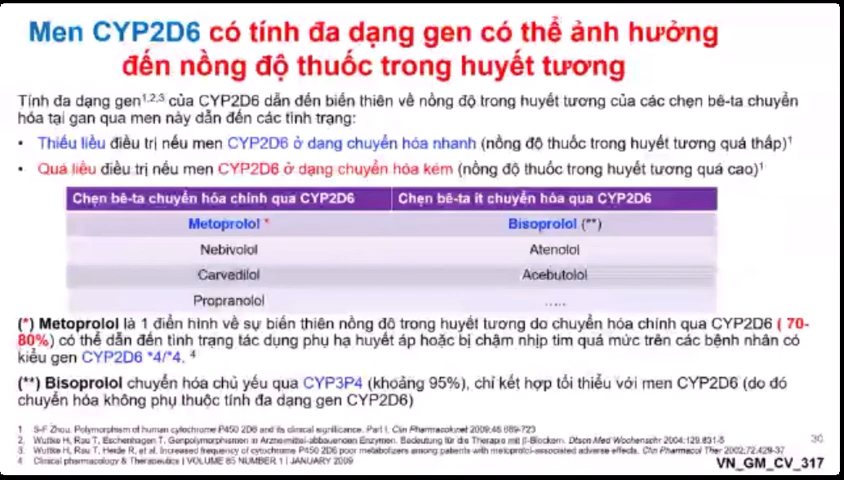 Men CYP2D6 có tính đa dạng gen có thể ảnh hưởng
đến nồng độ thuốc trong huyết tương
Tính đa dạng gen1,2,3 của CYP2D6 dẫn đến biến thiên về nồng độ trong huyết tương của các chẹn bê-ta chuyển
hóa tại gan qua men này dẫn đến các tình trạng:
• Thiếu liều điều trị nếu men CYP2D6 ở dạng chuyển hóa nhanh (nồng độ thuốc trong huyết tương quá thấp)1
• Quá liều điều trị nếu men CYP2D6 ở dạng chuyển hóa kém (nồng độ thuốc trong huyết tương quá cao)1
Chẹn bê-ta chuyển hóa chính qua CYP2D6 Chẹn bê-ta ít chuyển hóa qua CYP2D6
Metoprolol * Bisoprolol (**)
Nebivolol Atenolol
Carvedilol Acebutolol
Propranolol .....
(*) Metoprolol là 1 điển hình về sự biến thiên nồng độ trong huyết tương do chuyển hóa chính qua CYP2D6 ( 70-
80%) có thể dẫn đến tình trạng tác dụng phụ hạ huyết áp hoặc bị chậm nhịp tim quá mức trên các bệnh nhân có
kiểu gen CYP2D6 *4/*4. 4
(**) Bisoprolol chuyển hóa chủ yếu qua CYP3P4 (khoảng 95%), chỉ kết hợp tối thiểu với men CYP2D6 (do đó
chuyển hóa không phụ thuộc tính đa dạng gen CYP2D6)
1 S-F Zhou. Polymorphism of human cytochrome P450 2D6 and its clinical significance. Part I. Clin Pharmacokinet 2009;48:689-723
2. Wuttke H, Rau T, Eschenhagen T. Genpolymorphismen in Arzneimittel-abbauenden Enzymen. Bedeutung für die Therapie mit β-Blockern. Dtsch Med Wochenschr 2004;129:831-5
3. Wuttke H, Rau T, Heide R, et al. Increased frequency of cytochrome P450 2D6 poor metabolizers among patients with metoprolol-associated adverse effects. Clin Pharmacol Ther 2002;72:429-37
4 Clinical pharmacology & Therapeutics | VOLUME 85 NUMBER 1 | JANUARY 2009
30
VN_GM_CV_317